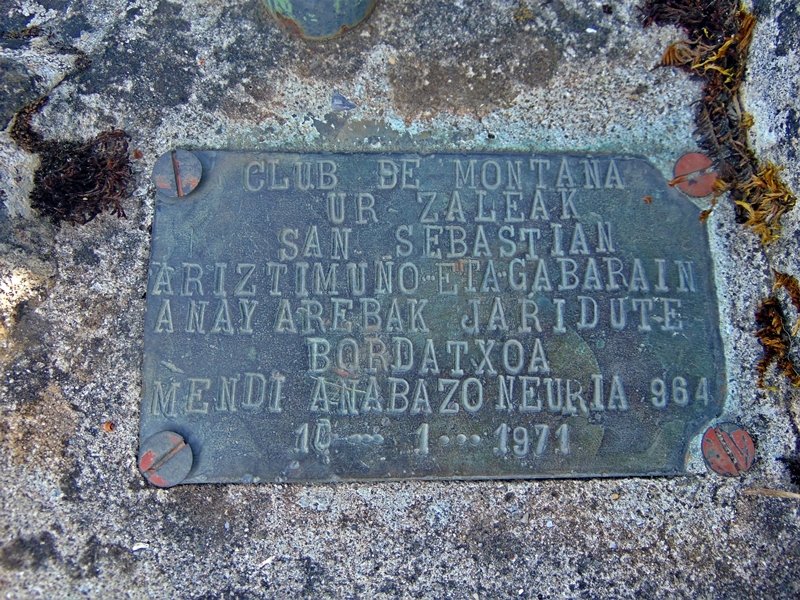 CLUB DE MONTAÑA
UR ZALEAK
SAN SEBASTIAN
ARIZTIMUÑO ETA GABARAIN
ANAY AREBAK JARIDUTE
BORDATXOA
MENDI ANABAZO NEURIA 964
10 ··· 1 ··· 1971